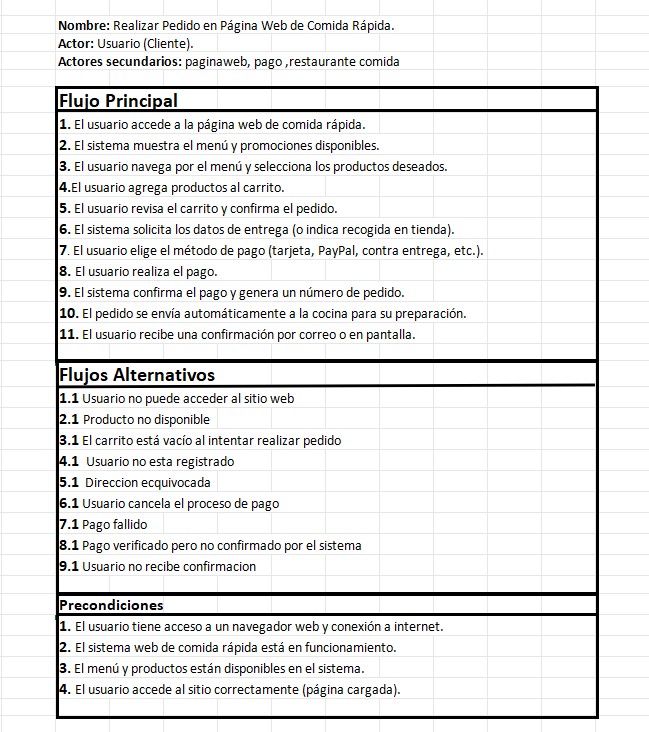 Nombre: Realizar Pedido en Página Web de Comida Rápida.
Actor: Usuario (Cliente).
Actores secundarios: paginaweb, pago ,restaurante comida
Flujo Principal
1. El usuario accede a la página web de comida rápida.
2. El sistema muestra el menú y promociones disponibles.
3. El usuario navega por el menú y selecciona los productos deseados.
4.El usuario agrega productos al carrito.
5. El usuario revisa el carrito y confirma el pedido.
6. El sistema solicita los datos de entrega (o indica recogida en tienda).
7. El usuario elige el método de pago (tarjeta, PayPal, contra entrega, etc.).
8. El usuario realiza el pago.
9. El sistema confirma el pago y genera un número de pedido.
10. El pedido se envía automáticamente a la cocina para su preparación.
11. El usuario recibe una confirmación por correo o en pantalla.
Flujos Alternativos
1.1 Usuario no puede acceder al sitio web
2.1 Producto no disponible
3.1 El carrito está vacío al intentar realizar pedido
4.1 Usuario no esta registrado
5.1 Direccion ecquivocada
6.1 Usuario cancela el proceso de pago
7.1 Pago fallido
8.1 Pago verificado pero no confirmado por el sistema
9.1 Usuario no recibe confirmacion
Precondiciones
1. El usuario tiene acceso a un navegador web y conexión a internet.
2. El sistema web de comida rápida está en funcionamiento.
3. El menú y productos están disponibles en el sistema.
4. El usuario accede al sitio correctamente (página cargada).